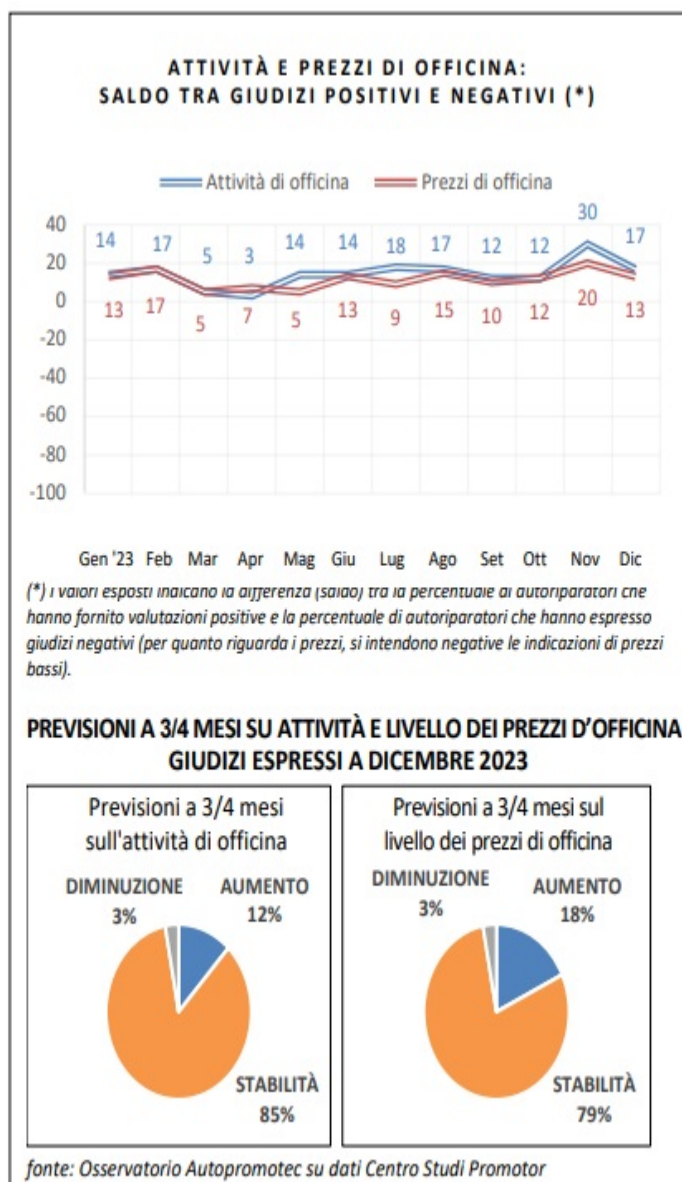 ATTIVITÀ E PREZZI DI OFFICINA:
SALDO TRA GIUDIZI POSITIVI E NEGATIVI (*)
Attività di officina Prezzi di officina
40
20
0
-20
-40
-60
-80
-100
14 17 5 3 14 14 18 17 12 12 30 17
13 17 5 7 5 13 9 15 10 12 20 13
Gen '23 Feb Mar Apr Mag Giu Lug Ago Set Ott Nov Dic
(*) I valori esposti indicano la differenza (saldo) tra la percentuale di autoriparatori che
hanno fornito valutazioni positive e la percentuale di autoriparatori che hanno espresso
giudizi negativi (per quanto riguarda i prezzi, si intendono negative le indicazioni di prezzi
bassi).
PREVISIONI A 3/4 MESI SU ATTIVITÀ E LIVELLO DEI PREZZI D'OFFICINA
GIUDIZI ESPRESSI A DICEMBRE 2023
Previsioni a 3/4 mesi
sull'attività di officina
DIMINUZIONE
3%
AUMENTO
12%
STABILITÀ
85%
Previsioni a 3/4 mesi sul
livello dei prezzi di officina
DIMINUZIONE
3%
AUMENTO
18%
STABILITÀ
79%
fonte: Osservatorio Autopromotec su dati Centro Studi Promotor